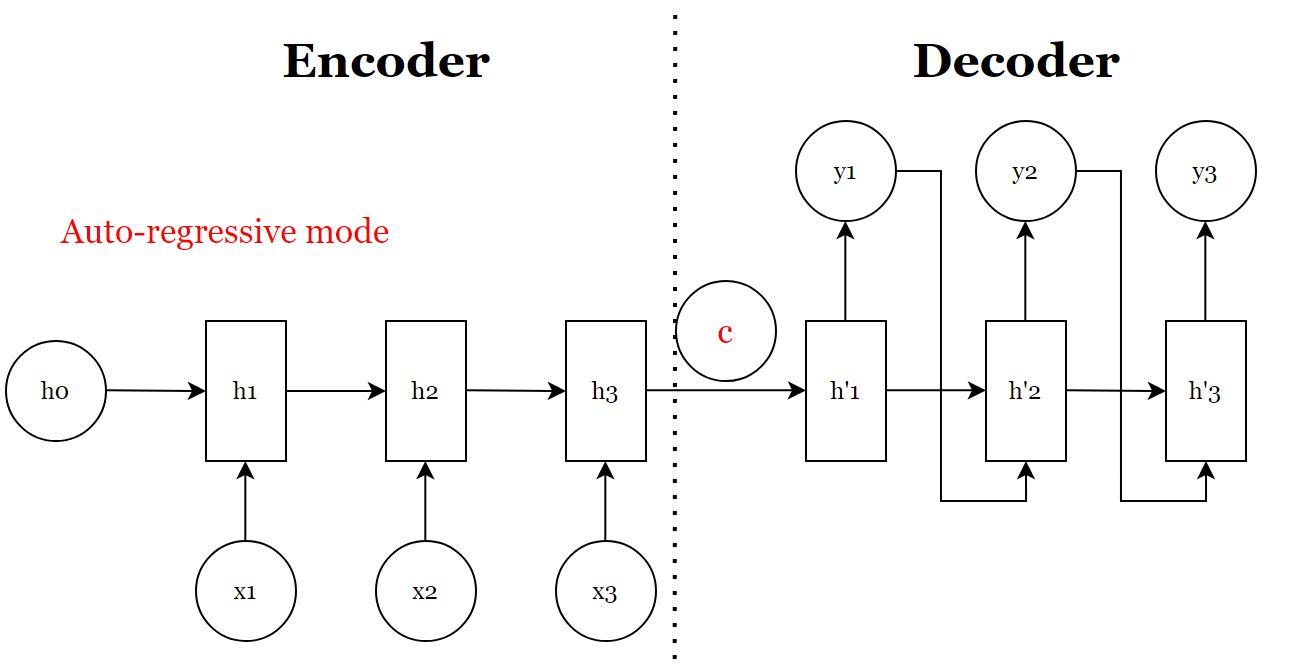 Encoder
Decoder
y1
y2
y3
Auto-regressive mode
c
h0
h1
h2
h3
h'1
h'2
h'3
x1
x2
x3